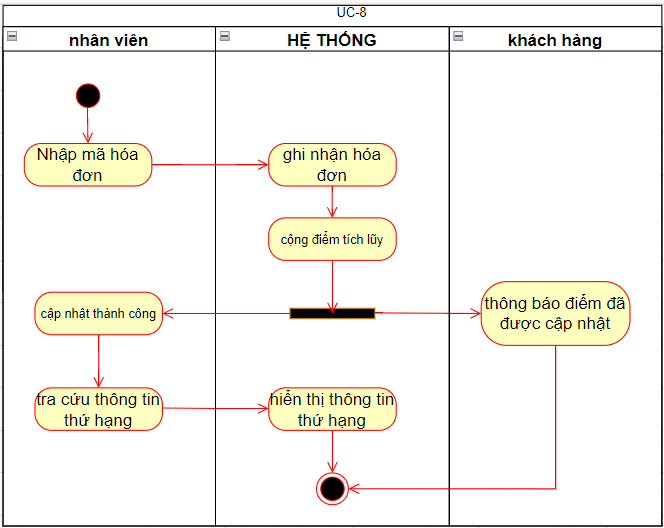 UC-8
nhân viên
HỆ THỐNG
khách hàng
Nhập mã hóa
đơn
ghi nhận hóa
đơn
cộng điểm tích lũy
cập nhật thành công
thông báo điểm đã
được cập nhật
tra cứu thông tin
thứ hạng
hiển thị thông tin
thứ hạng